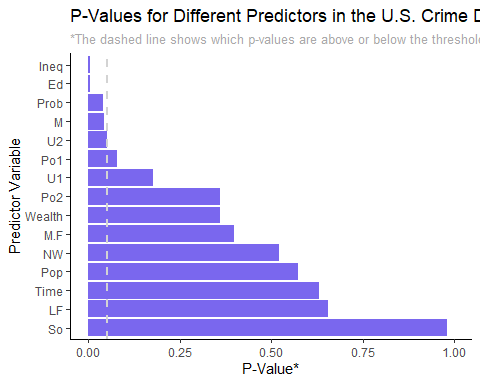 P-Values for Different Predictors in the U.S. Crime
*The dashed line shows which p-values are above or below the threshold
Predictor Variable
Ineq
Ed
Prob
M
U2
Po1
U1
Po2
Wealth
M.F
NW
Pop
Time
LF
So
0.00 0.25 0.50 0.75 1.00
P-Value*